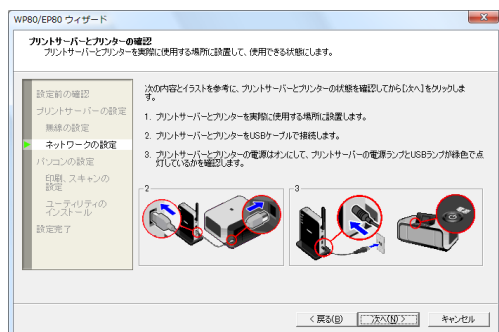 WP80/EP80 ウィザード
プリントサーバーとプリンターの確認
プリントサーバーとプリンターを実際に使用する場所に設置して、使用できる状態にします。
設定前の確認
プリントサーバーの設定
無線の設定
ネットワークの設定
パソコンの設定
印刷、スキャンの
設定
ユーティリティの
インストール
設定完了
次の内容とイラストを参考に、プリントサーバーとプリンターの状態を確認してから[次へ]をクリックしま
す。
1. プリントサーバーとプリンターを実際に使用する場所に設置します。
2. プリントサーバーとプリンターをUSBケーブルで接続します。
3. プリントサーバーとプリンターの電源はオンにして、プリントサーバーの電源ランプとUSBランプが緑色で点
灯しているかを確認します。
2
3
< 戻る(B)
次へ(N) >
キャンセル